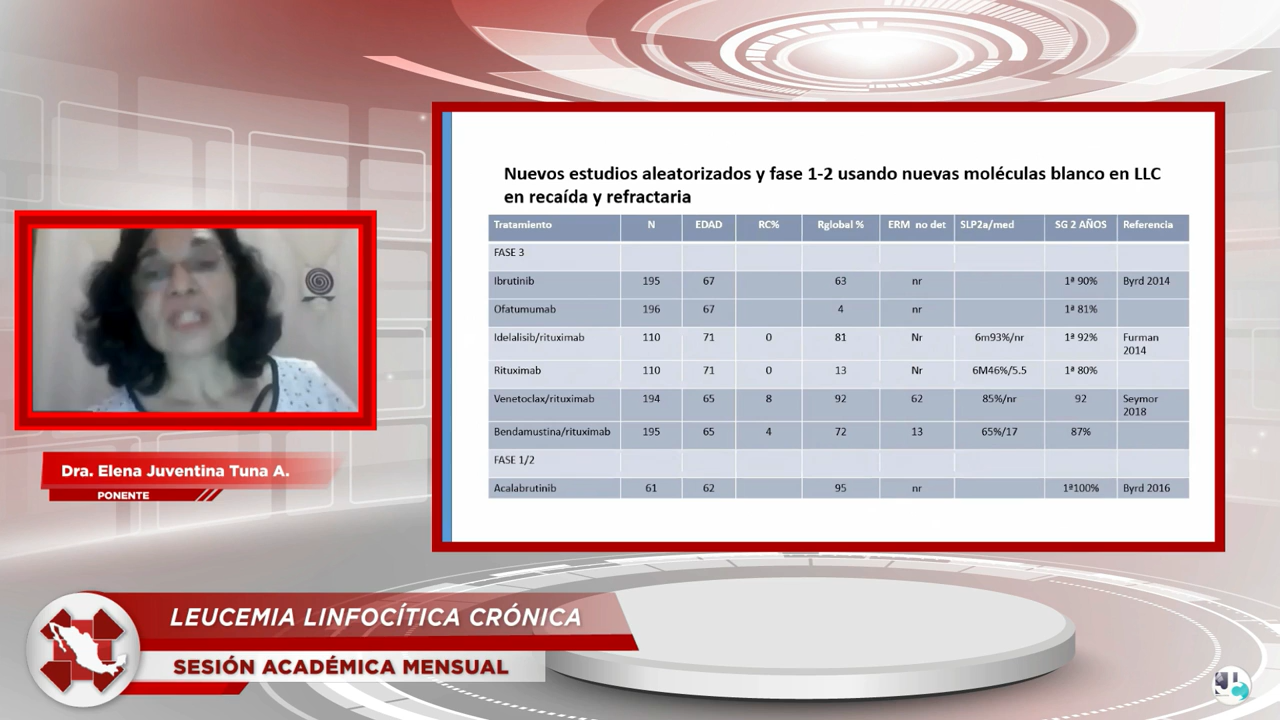 Nuevos estudios aleatorizados y fase 1-2 usando nuevas moléculas blanco en LLC
en recaída y refractaria
Tratamiento N EDAD RC% Rglobal % ERM no det SLP2a/med SG 2 AÑOS Referencia
FASE 3
Ibrutinib 195 67 63 nr 1ª 90% Byrd 2014
Ofatumumab 196 67 4 nr 1ª 81%
Idelalisib/rituximab 110 71 0 81 Nr 6m93%/nr 1ª 92% Furman
2014
Rituximab 110 71 0 13 Nr 6M46%/5.5 1ª 80%
Venetoclax/rituximab 194 65 8 92 62 85%/nr 92 Seymor
2018
Bendamustina/rituximab 195 65 4 72 13 65%/17 87%
FASE 1/2
Acalabrutinib 61 62 95 nr 1ª100% Byrd 2016
Dra. Elena Juventina Tuna A.
PONENTE
LEUCEMIA LINFOCÍTICA CRÓNICA
SESIÓN ACADÉMICA MENSUAL